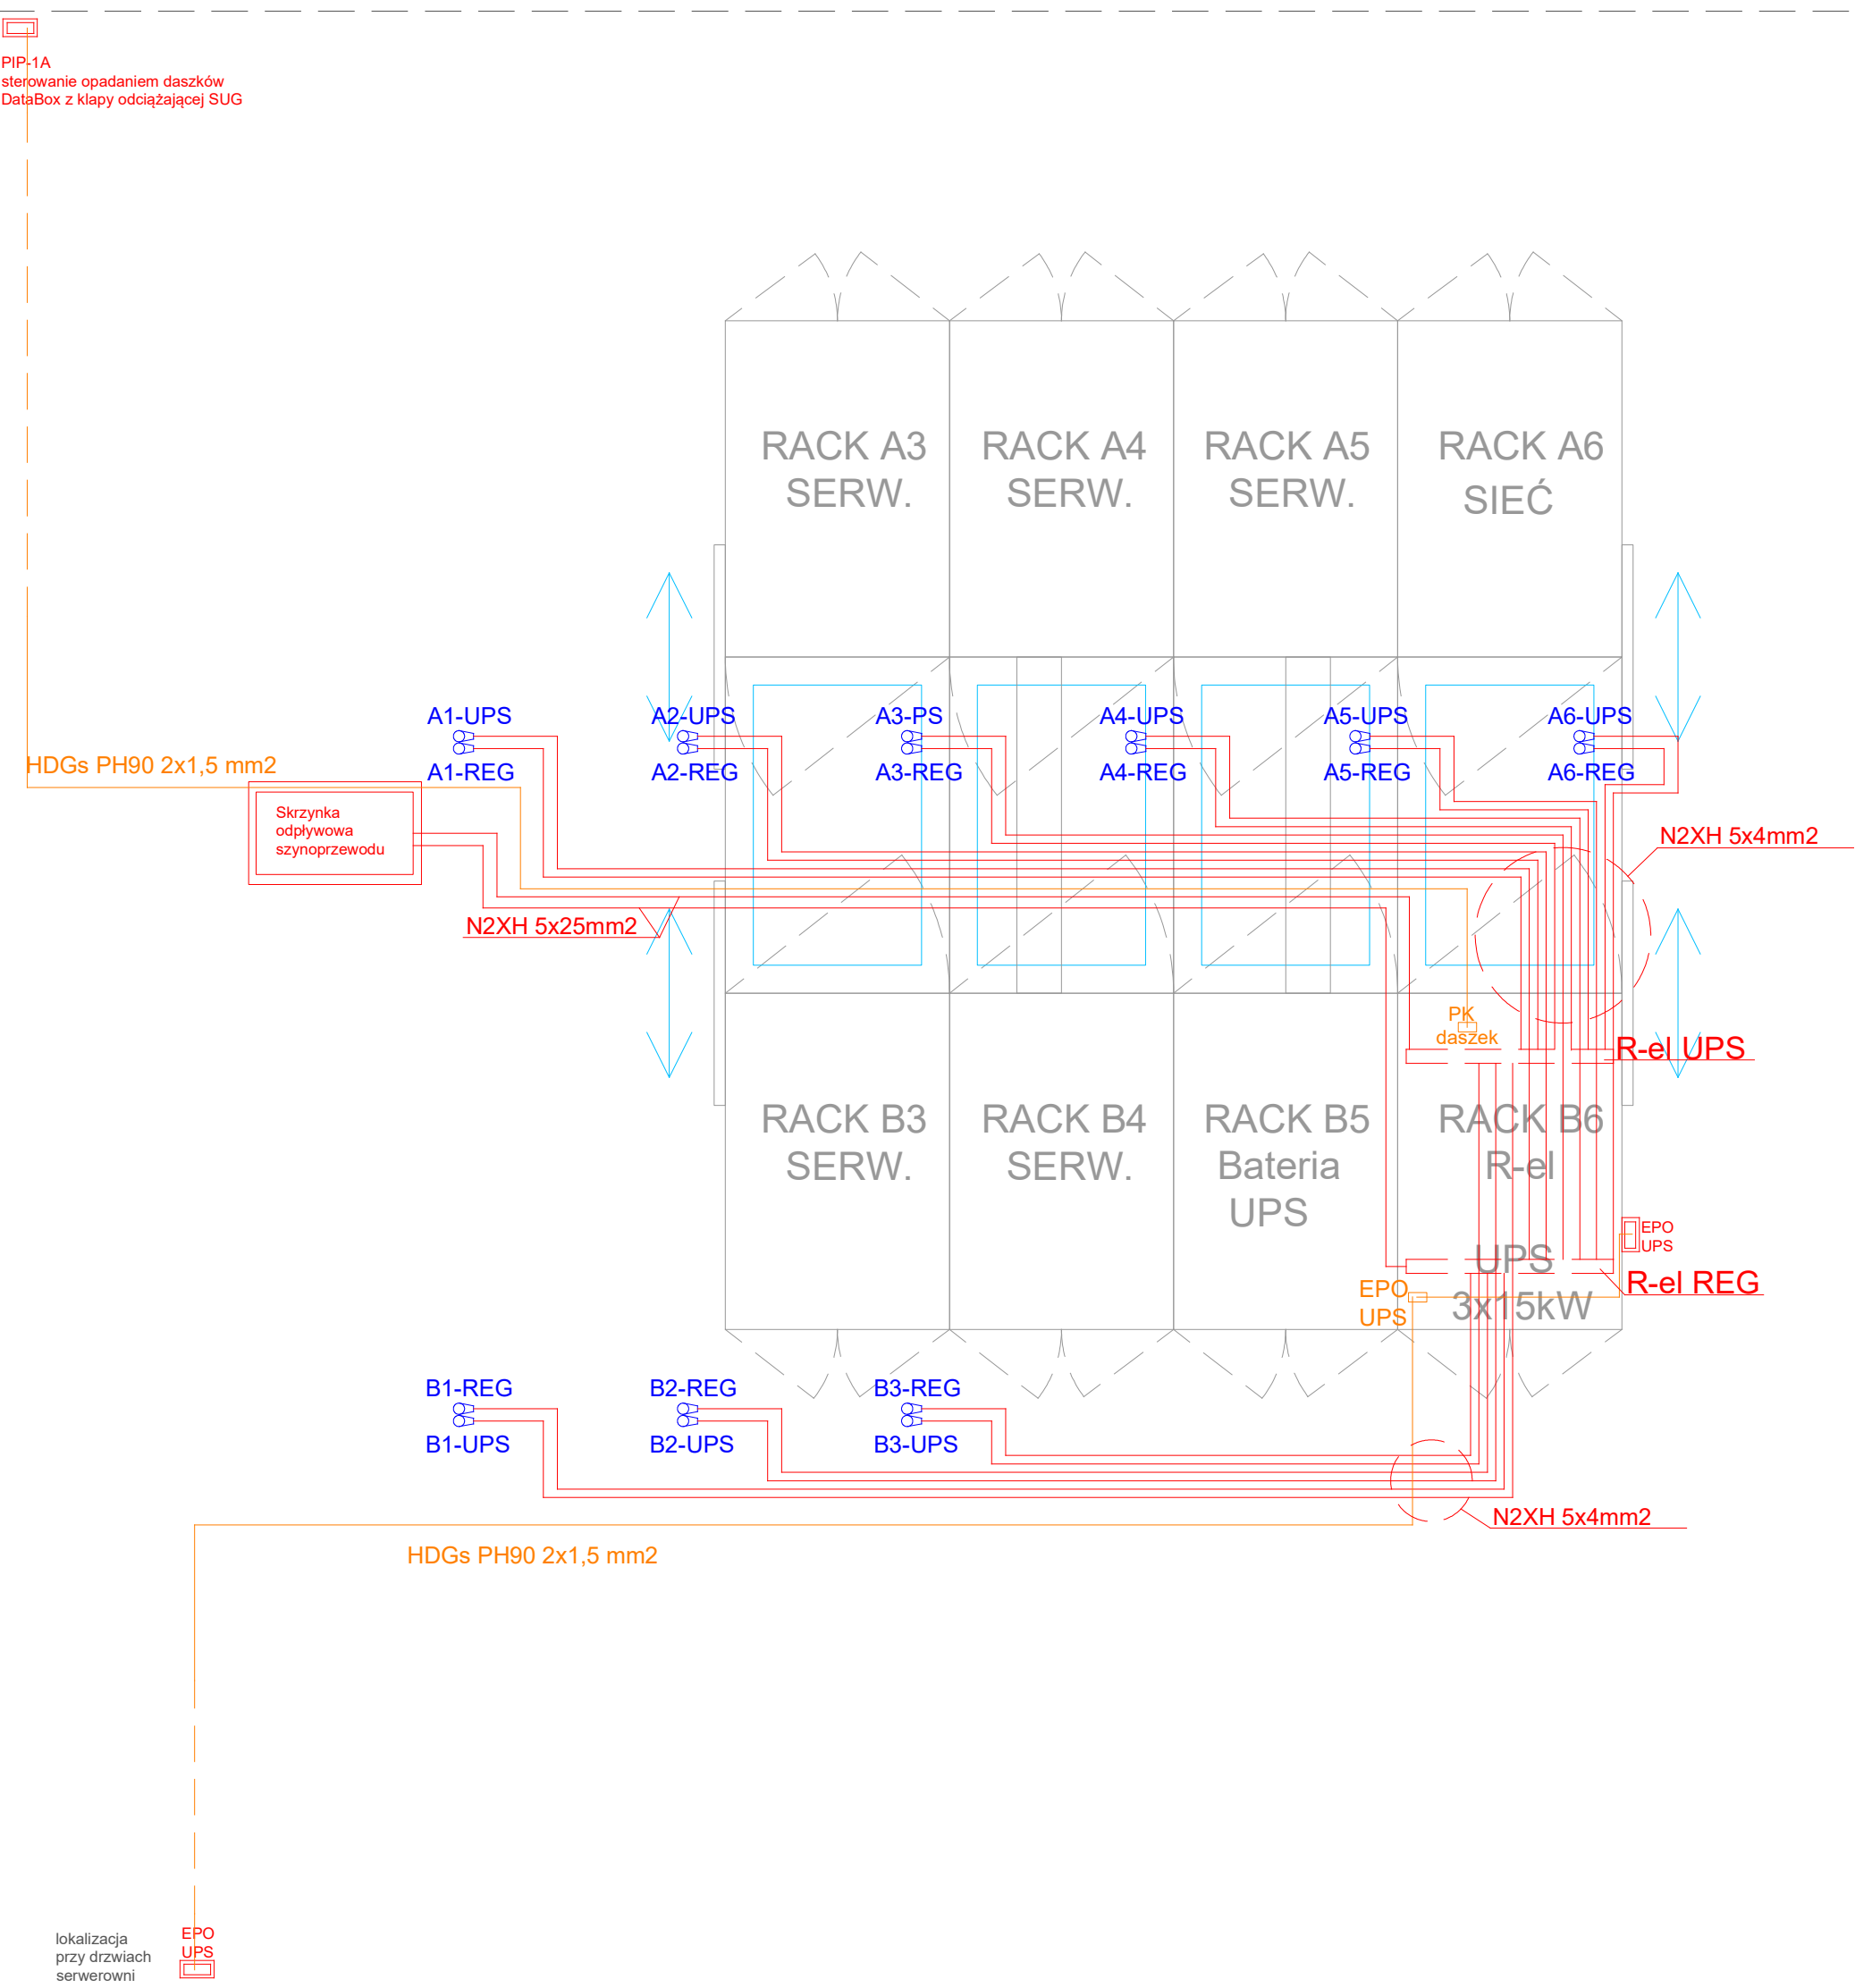 PIP-1A
sterowanie opadaniem daszków
DataBox z klapy odciążającej SUG
RACK A3
SERW.
RACK A4
SERW.
RACK A5
SERW.
RACK A6
SIEĆ
A1-UPS
A2-UPS
A3-PS
A4-UPS
A5-UPS
A6-UPS
A1-REG
A2-REG
A3-REG
A4-REG
A5-REG
A6-REG
HDGs PH90 2x1,5 mm2
Skrzynka
odpływowa
szynoprzewodu
N2XH 5x4mm2
N2XH 5x25mm2
PK
daszek
R-el UPS
RACK B3
SERW.
RACK B4
SERW.
RACK B5
Bateria
UPS
RACK B6
R-el
UPS
3x15kW
EPO
UPS
R-el REG
EPO
UPS
B1-REG
B2-REG
B3-REG
B1-UPS
B2-UPS
B3-UPS
N2XH 5x4mm2
HDGs PH90 2x1,5 mm2
lokalizacja
przy drzwiach
serwerowni
EPO
UPS